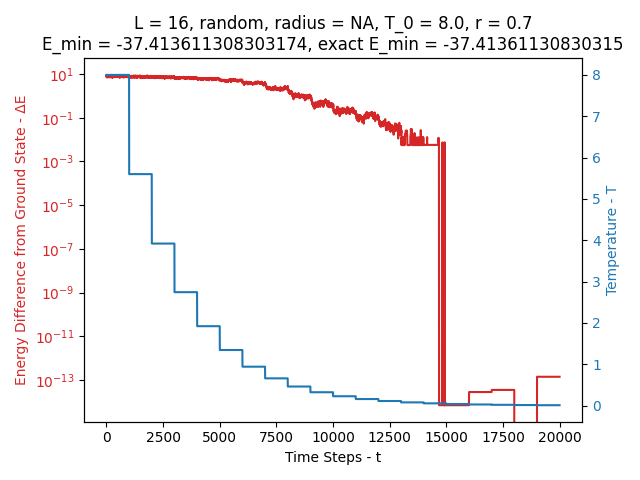 L = 16, random, radius = NA, T_0 = 8.0, r = 0.7
E_min = -37.413611308303174, exact E_min = -37.41361130830315
Energy Difference from Ground State - ΔE
10¹
10⁻¹
10⁻³
10⁻⁵
10⁻⁷
10⁻⁹
10⁻¹¹
10⁻¹³
8
7
6
5
4
3
2
1
0
Temperature - T
0 2500 5000 7500 10000 12500 15000 17500 20000
Time Steps - t